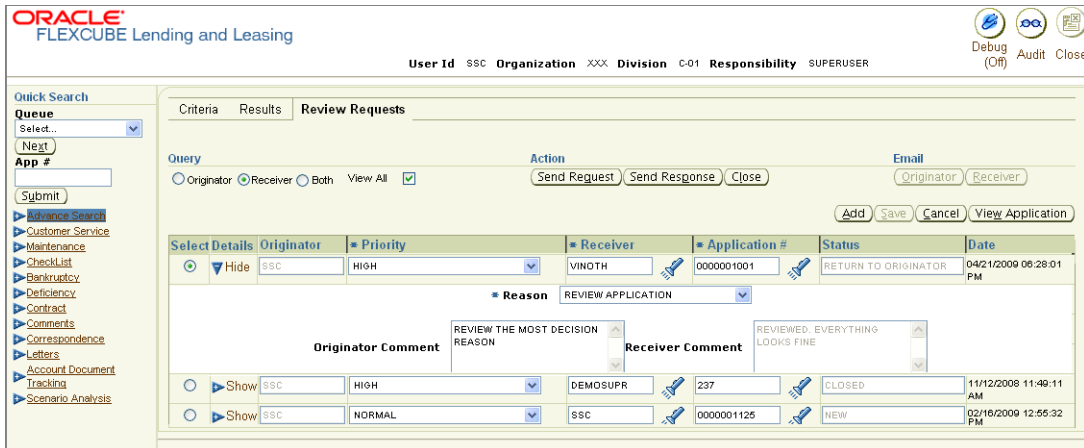 ORACLE
FLEXCUBE Lending and Leasing
Debug (Off)
Audit
Close
User Id SSC Organization XXX Division C-01 Responsibility SUPERUSER
Quick Search
Queue
Select...
Next
App #
Submit
Advance Search
Customer Service
Maintenance
CheckList
Bankruptcy
Deficiency
Contract
Comments
Correspondence
Letters
Account Document
Tracking
Scenario Analysis
Criteria Results Review Requests
Query Action Email
Originator Receiver Both View All Send Request Send Response Close Originator Receiver
Add Save Cancel View Application
Select Details Originator * Priority * Receiver * Application # Status Date
Hide SSC HIGH VINOTH 0000001001 RETURN TO ORIGINATOR 04/21/2009 06:28:01
PM
* Reason REVIEW APPLICATION
Originator Comment REVIEW THE MOST DECISION
REASON
Receiver Comment REVIEWED. EVERYTHING
LOOKS FINE
Show SSC HIGH DEMOSUPR 237 CLOSED 11/12/2008 11:49:11
AM
Show SSC NORMAL SSC 0000001125 NEW 02/16/2009 12:55:32
PM